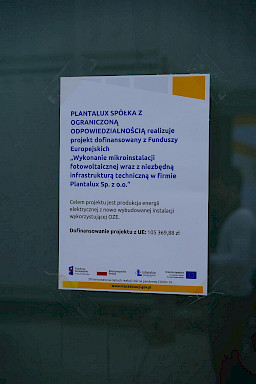 PLANTALUX SPÓŁKA Z
OGRANICZONĄ
ODPOWIEDZIALNOŚCIĄ realizuje
projekt dofinansowany z Funduszy
Europejskich
„Wykonanie mikroinstalacji
fotowoltaicznej wraz z niezbędną
infrastrukturą techniczną w firmie
Plantalux Sp. z o.o."
Celem projektu jest produkcja energii
elektrycznej z nowo wybudowanej instalacji
wykorzystującej OZE.
Dofinansowanie projektu z UE: 105 369,88 zł